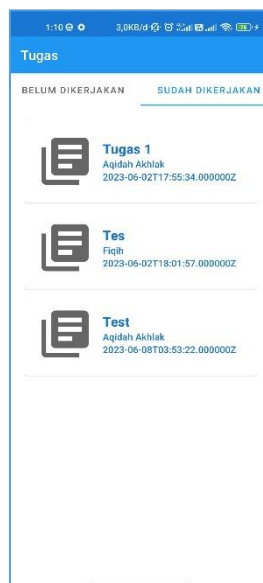 1:10 3,0KB/d
Tugas
BELUM DIKERJAKAN SUDAH DIKERJAKAN
Tugas 1
Aqidah Akhlak
2023-06-02T17:55:34.000000Z
Tes
Fiqih
2023-06-02T18:01:57.000000Z
Test
Aqidah Akhlak
2023-06-08T03:53:22.000000Z